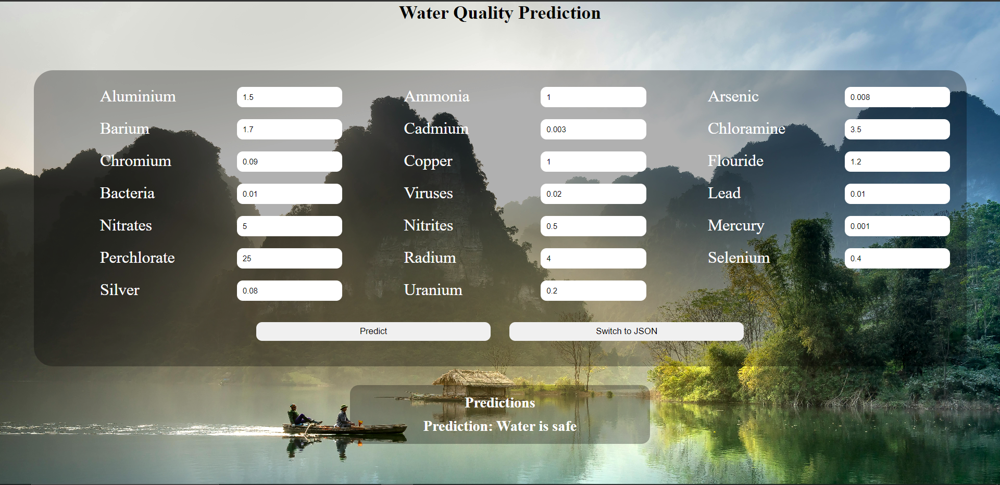 Water Quality Prediction
Aluminium 1.5 Ammonia 1 Arsenic 0.008
Barium 1.7 Cadmium 0.003 Chloramine 3.5
Chromium 0.09 Copper 1 Flouride 1.2
Bacteria 0.01 Viruses 0.02 Lead 0.01
Nitrates 5 Nitrites 0.5 Mercury 0.001
Perchlorate 25 Radium 4 Selenium 0.4
Silver 0.08 Uranium 0.2
Predict Switch to JSON
Predictions
Prediction: Water is safe